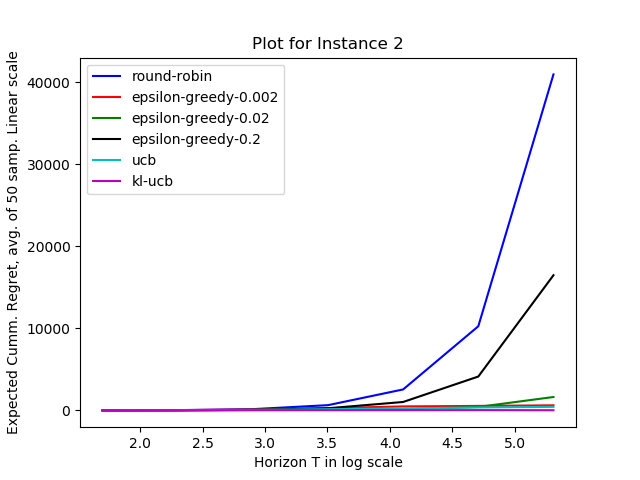 Plot for Instance 2
Expected Cumm. Regret, avg. of 50 samp. Linear scale
40000
30000
20000
10000
0
round-robin
epsilon-greedy-0.002
epsilon-greedy-0.02
epsilon-greedy-0.2
ucb
kl-ucb
2.0 2.5 3.0 3.5 4.0 4.5 5.0
Horizon T in log scale